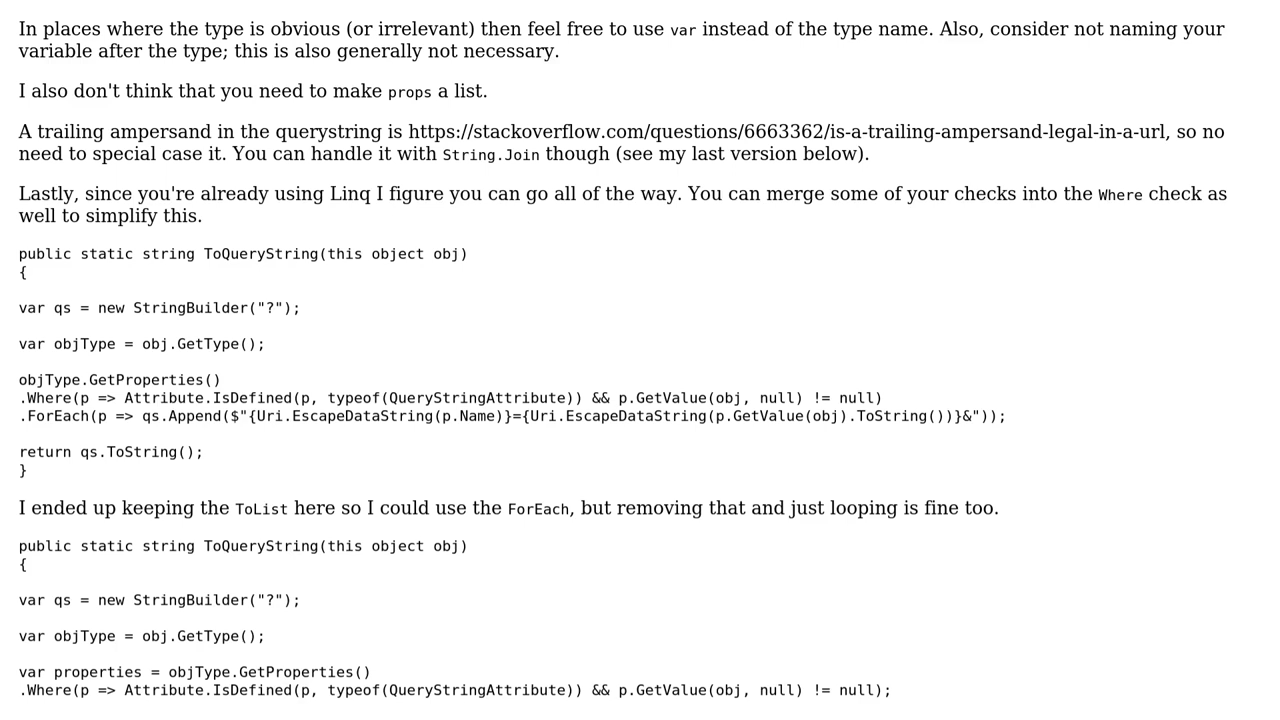 In places where the type is obvious (or irrelevant) then feel free to use var instead of the type name. Also, consider not naming your
variable after the type; this is also generally not necessary.
I also don't think that you need to make props a list.
A trailing ampersand in the querystring is https://stackoverflow.com/questions/6663362/is-a-trailing-ampersand-legal-in-a-url, so no
need to special case it. You can handle it with String.Join though (see my last version below).
Lastly, since you're already using Linq I figure you can go all of the way. You can merge some of your checks into the Where check as
well to simplify this.
public static string ToQueryString(this object obj)
{
var qs = new StringBuilder("?");
var objType = obj.GetType();
objType.GetProperties()
.Where(p => Attribute.IsDefined(p, typeof(QueryStringAttribute)) && p.GetValue(obj, null) != null)
.ForEach(p => qs.Append($"{Uri.EscapeDataString(p.Name)}={Uri.EscapeDataString(p.GetValue(obj).ToString())}&"));
return qs.ToString();
}
I ended up keeping the ToList here so I could use the ForEach, but removing that and just looping is fine too.
public static string ToQueryString(this object obj)
{
var qs = new StringBuilder("?");
var objType = obj.GetType();
var properties = objType.GetProperties()
.Where(p => Attribute.IsDefined(p, typeof(QueryStringAttribute)) && p.GetValue(obj, null) != null);